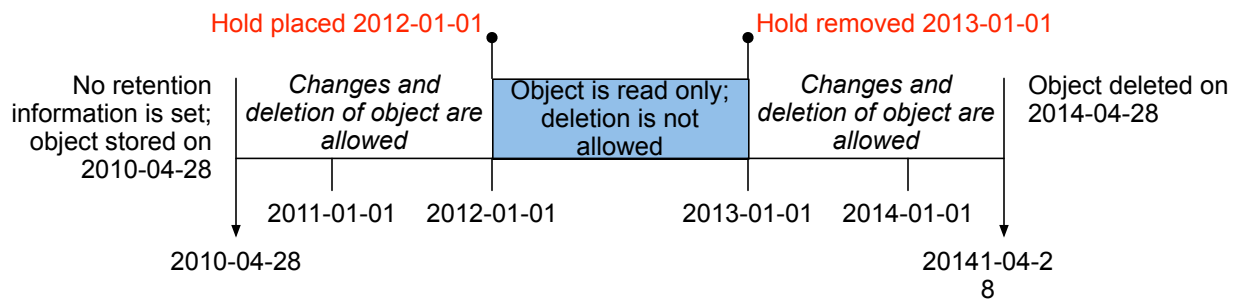 Hold placed 2012-01-01
Hold removed 2013-01-01
No retention
information is set;
object stored on
2010-04-28
Changes and
deletion of object are
allowed
Object is read only;
deletion is not
allowed
Changes and
deletion of object are
allowed
Object deleted on
2014-04-28
2011-01-01
2012-01-01
2013-01-01
2014-01-01
2010-04-28
20141-04-2
8